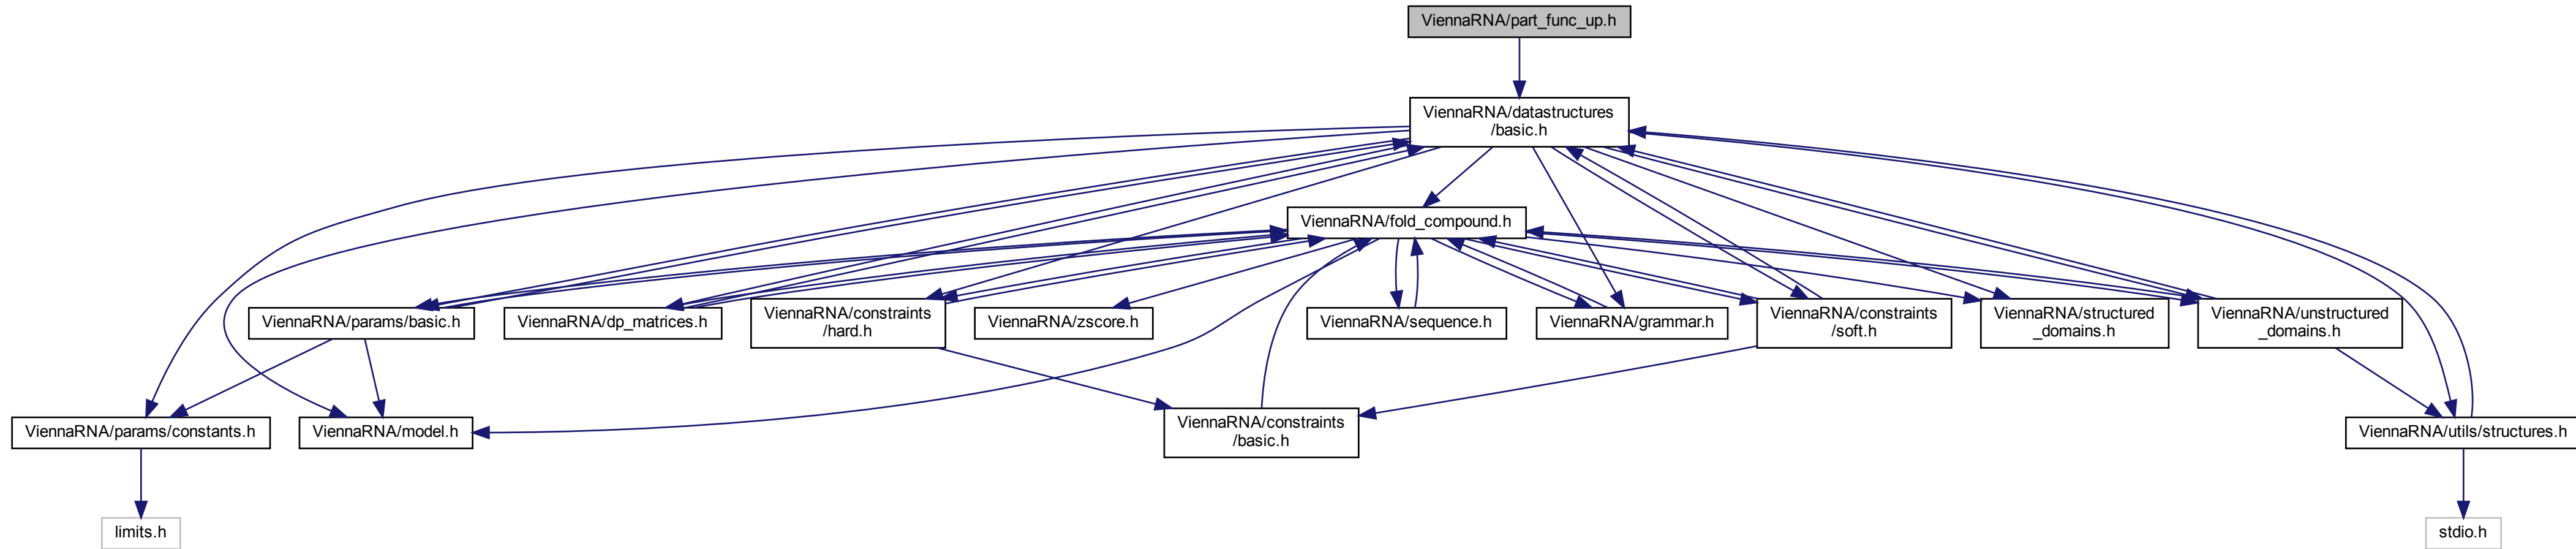 ViennaRNA/part_func_up.h
ViennaRNA/datastructures
/basic.h
ViennaRNA/fold_compound.h
ViennaRNA/params/basic.h
ViennaRNA/dp_matrices.h
ViennaRNA/constraints
/hard.h
ViennaRNA/zscore.h
ViennaRNA/sequence.h
ViennaRNA/grammar.h
ViennaRNA/constraints
/soft.h
ViennaRNA/structured
_domains.h
ViennaRNA/unstructured
_domains.h
ViennaRNA/params/constants.h
ViennaRNA/model.h
ViennaRNA/constraints
/basic.h
ViennaRNA/utils/structures.h
limits.h
stdio.h